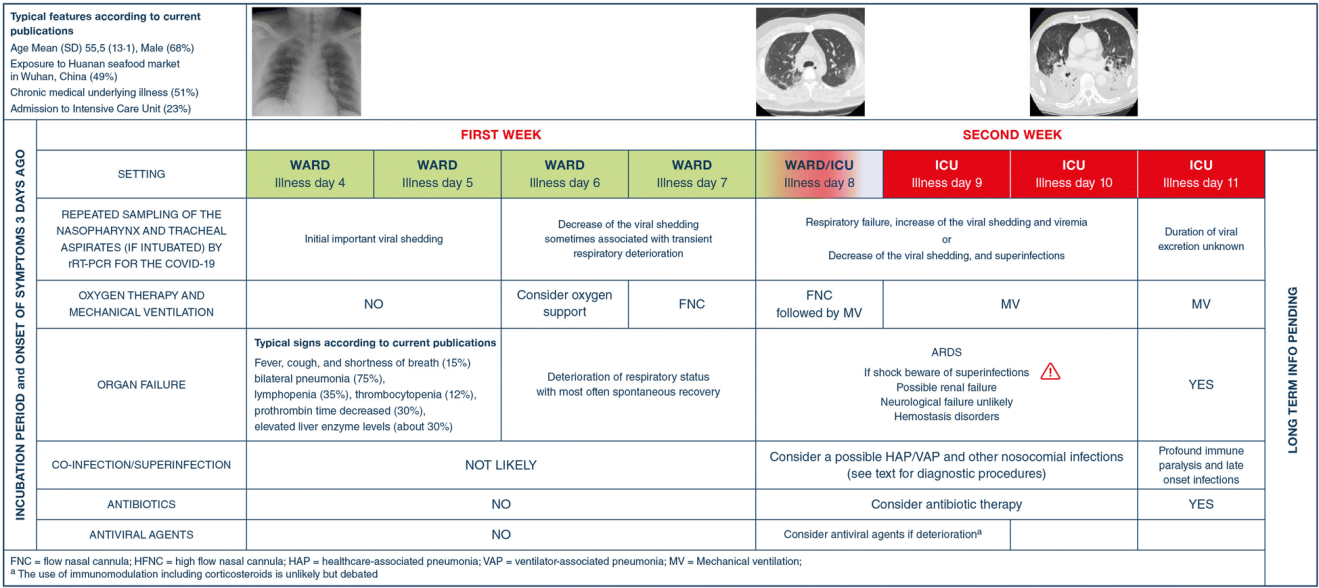 Typical features according to current
publications
Age Mean (SD) 55,5 (13·1), Male (68%)
Exposure to Huanan seafood market
in Wuhan, China (49%)
Chronic medical underlying illness (51%)
Admission to Intensive Care Unit (23%)
INCUBATION PERIOD and ONSET OF SYMPTOMS 3 DAYS AGO
FIRST WEEK
SECOND WEEK
SETTING
WARD
Illness day 4
WARD
Illness day 5
WARD
Illness day 6
WARD
Illness day 7
WARD/ICU
Illness day 8
ICU
Illness day 9
ICU
Illness day 10
ICU
Illness day 11
REPEATED SAMPLING OF THE
NASOPHARYNX AND TRACHEAL
ASPIRATES (IF INTUBATED) BY
rRT-PCR FOR THE COVID-19
Initial important viral shedding
Decrease of the viral shedding
sometimes associated with transient
respiratory deterioration
Respiratory failure, increase of the viral shedding and viremia
or
Decrease of the viral shedding, and superinfections
Duration of viral
excretion unknown
OXYGEN THERAPY AND
MECHANICAL VENTILATION
NO
Consider oxygen
support
FNC
FNC
followed by MV
MV
MV
ORGAN FAILURE
Typical signs according to current publications
Fever, cough, and shortness of breath (15%)
bilateral pneumonia (75%),
lymphopenia (35%), thrombocytopenia (12%),
prothrombin time decreased (30%),
elevated liver enzyme levels (about 30%)
Deterioration of respiratory status
with most often spontaneous recovery
ARDS
If shock beware of superinfections
Possible renal failure
Neurological failure unlikely
Hemostasis disorders
YES
CO-INFECTION/SUPERINFECTION
NOT LIKELY
Consider a possible HAP/VAP and other nosocomial infections
(see text for diagnostic procedures)
Profound immune
paralysis and late
onset infections
ANTIBIOTICS
NO
Consider antibiotic therapy
YES
ANTIVIRAL AGENTS
NO
Consider antiviral agents if deterioration<sup>a</sup>
LONG TERM INFO PENDING
FNC = flow nasal cannula; HFNC = high flow nasal cannula; HAP = healthcare-associated pneumonia; VAP = ventilator-associated pneumonia; MV = Mechanical ventilation;
<sup>a</sup> The use of immunomodulation including corticosteroids is unlikely but debated